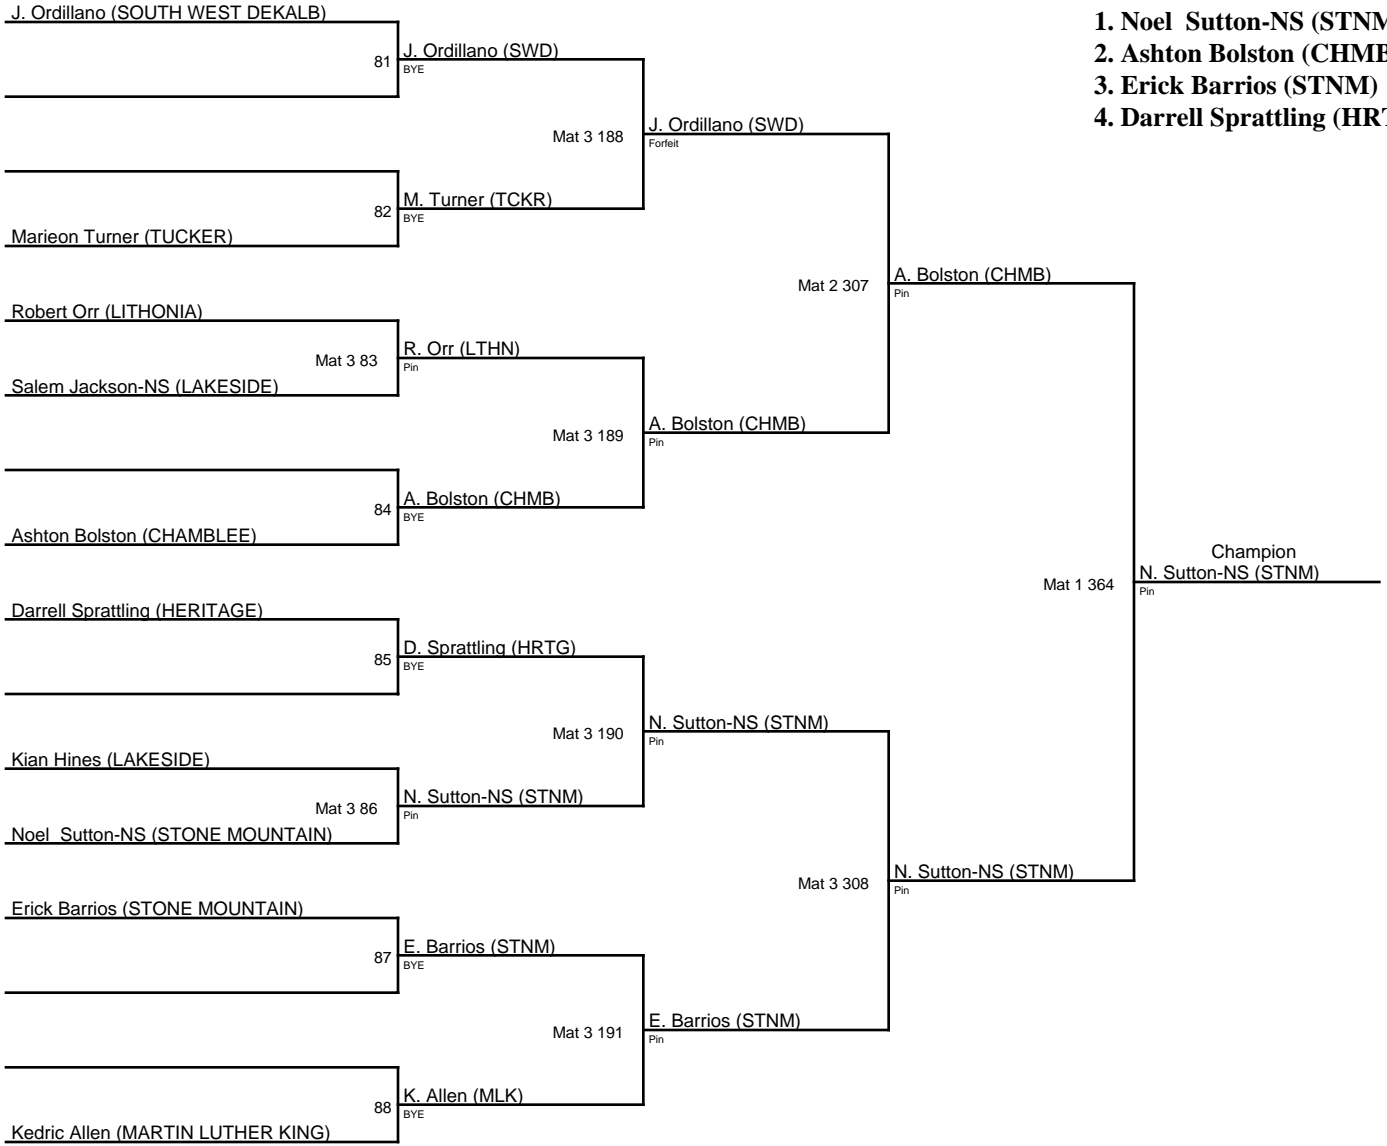 J. Ordillano (SOUTH WEST DEKALB)
1. Noel  Sutton-NS (STNM
2. Ashton Bolston (CHMB
3. Erick Barrios (STNM)
4. Darrell Sprattling (HRT
81
J. Ordillano (SWD)
BYE
Mat 3 188
J. Ordillano (SWD)
Forfeit
82
M. Turner (TCKR)
BYE
Marieon Turner (TUCKER)
Mat 2 307
A. Bolston (CHMB)
Pin
Robert Orr (LITHONIA)
Mat 3 83
R. Orr (LTHN)
Pin
Salem Jackson-NS (LAKESIDE)
Mat 3 189
A. Bolston (CHMB)
Pin
84
A. Bolston (CHMB)
BYE
Ashton Bolston (CHAMBLEE)
Mat 1 364
Champion
N. Sutton-NS (STNM)
Pin
Darrell Sprattling (HERITAGE)
85
D. Sprattling (HRTG)
BYE
Mat 3 190
N. Sutton-NS (STNM)
Pin
Kian Hines (LAKESIDE)
Mat 3 86
N. Sutton-NS (STNM)
Pin
Noel  Sutton-NS (STONE MOUNTAIN)
Mat 3 308
N. Sutton-NS (STNM)
Pin
Erick Barrios (STONE MOUNTAIN)
87
E. Barrios (STNM)
BYE
Mat 3 191
E. Barrios (STNM)
Pin
88
K. Allen (MLK)
BYE
Kedric Allen (MARTIN LUTHER KING)